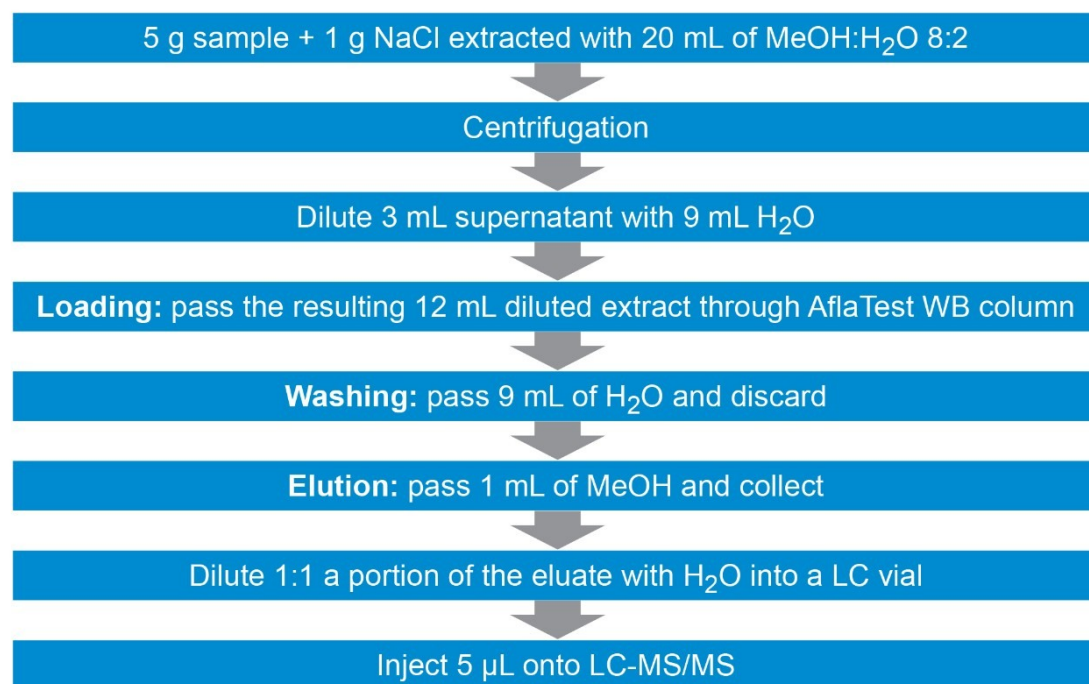 5 g sample + 1 g NaCl extracted with 20 mL of MeOH:H₂O 8:2
Centrifugation
Dilute 3 mL supernatant with 9 mL H₂O
Loading: pass the resulting 12 mL diluted extract through AflaTest WB column
Washing: pass 9 mL of H₂O and discard
Elution: pass 1 mL of MeOH and collect
Dilute 1:1 a portion of the eluate with H₂O into a LC vial
Inject 5 µL onto LC-MS/MS